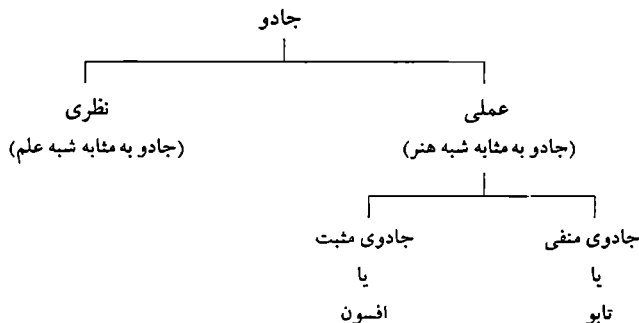 جادو
عملی
(جادو به مثابه شبه هنر)
نظری
(جادو به مثابه شبه علم)
جادوی منفی
یا
تابو
جادوی مثبت
یا
افسون